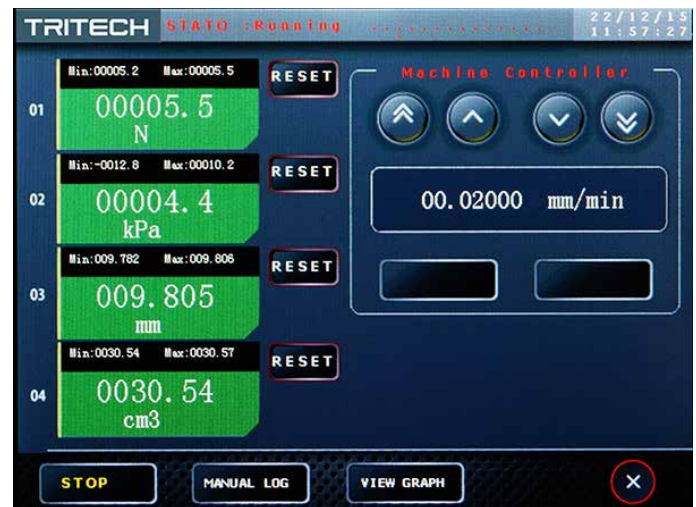 TRITECH STATO :Running 22/12/15
11:57:27
Min:00005.2 Max:00005.5 RESET Machine Controller
01 00005.5
N
Min:-0012.8 Max:00010.2 RESET
02 00004.4 00.02000 mm/min
kPa
Min:009.782 Max:009.806 RESET
03 009.805
mm
Min:0030.54 Max:0030.57 RESET
04 0030.54
cm3
STOP MANUAL LOG VIEW GRAPH